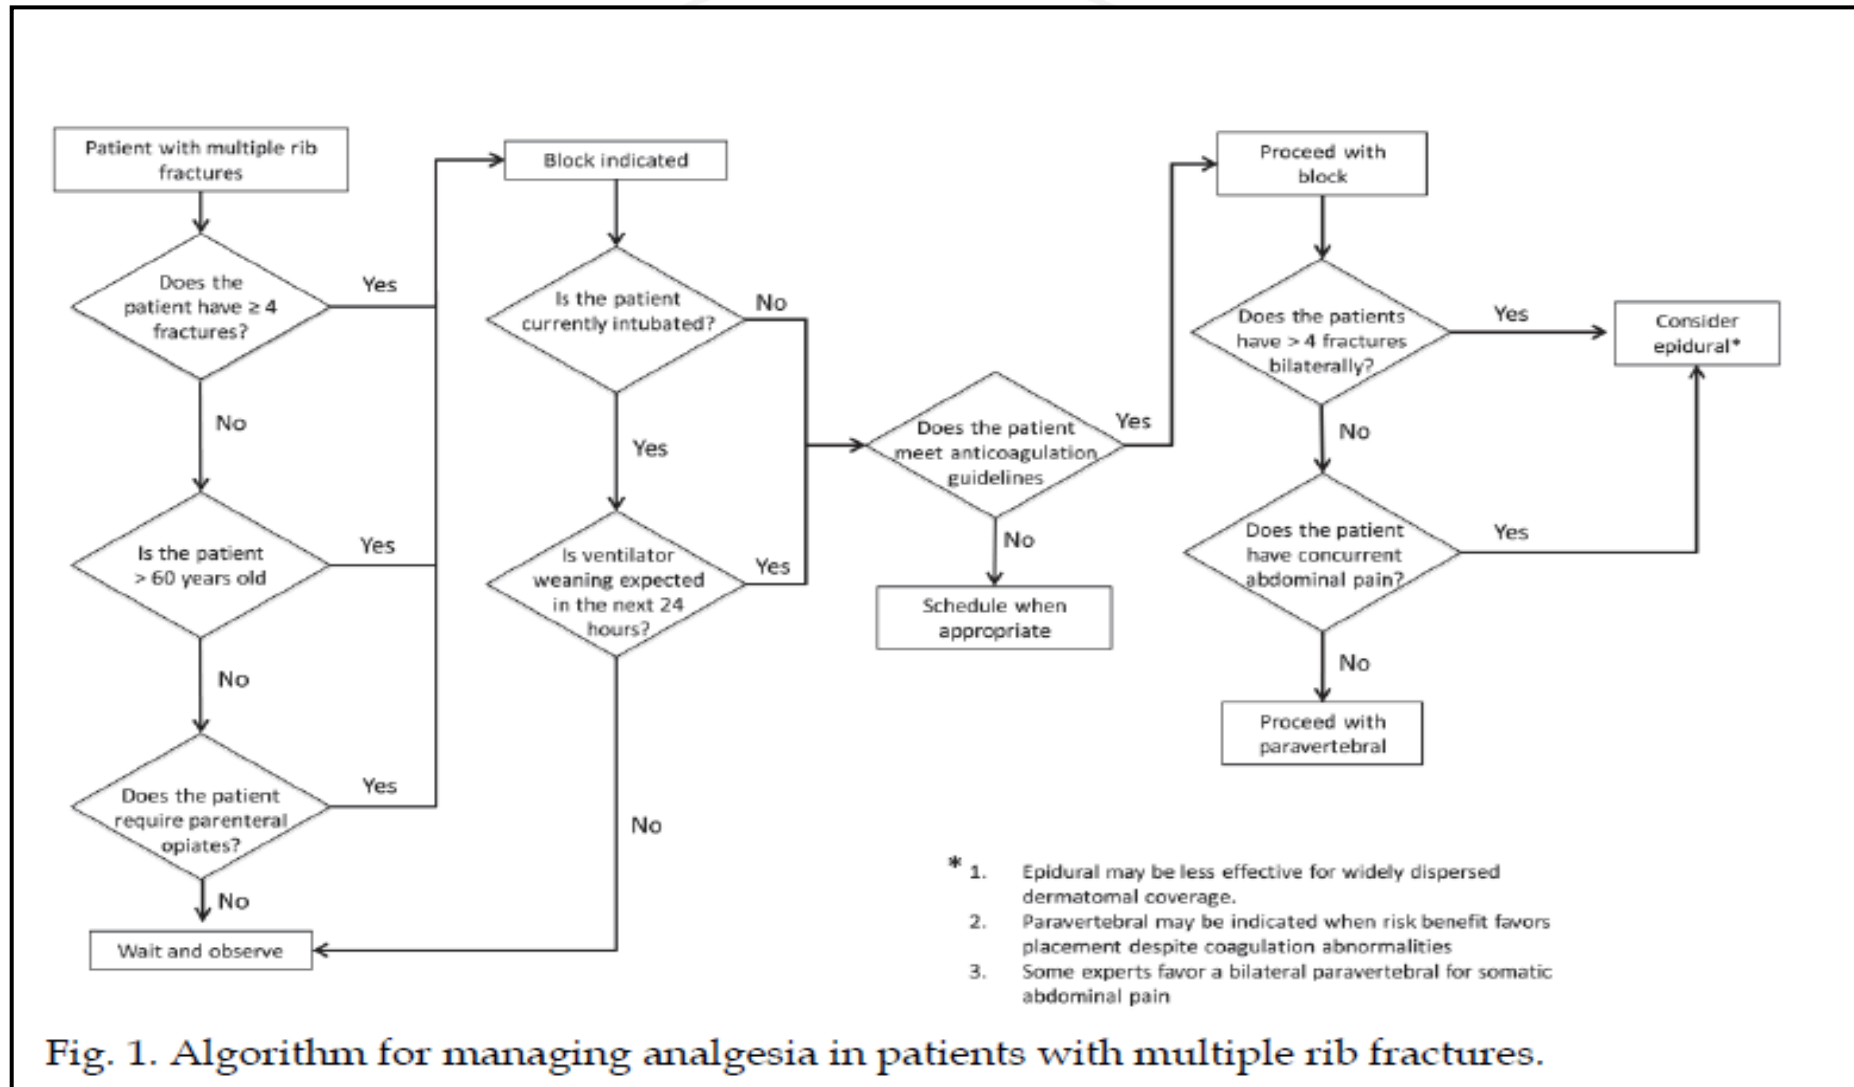 Patient with multiple rib
fractures
Does the
patient have ≥ 4
fractures?
Yes
No
Is the patient
> 60 years old
Yes
No
Does the patient
require parenteral
opiates?
Yes
No
Wait and observe
Block indicated
Is the patient
currently intubated?
No
Yes
Is ventilator
weaning expected
in the next 24
hours?
Yes
No
Does the patient
meet anticoagulation
guidelines
Yes
No
Schedule when
appropriate
Proceed with
block
Does the patients
have > 4 fractures
bilaterally?
Yes
No
Consider
epidural*
Does the patient
have concurrent
abdominal pain?
Yes
No
Proceed with
paravertebral
* 1. Epidural may be less effective for widely dispersed
dermatomal coverage.
2. Paravertebral may be indicated when risk benefit favors
placement despite coagulation abnormalities
3. Some experts favor a bilateral paravertebral for somatic
abdominal pain
Fig. 1. Algorithm for managing analgesia in patients with multiple rib fractures.